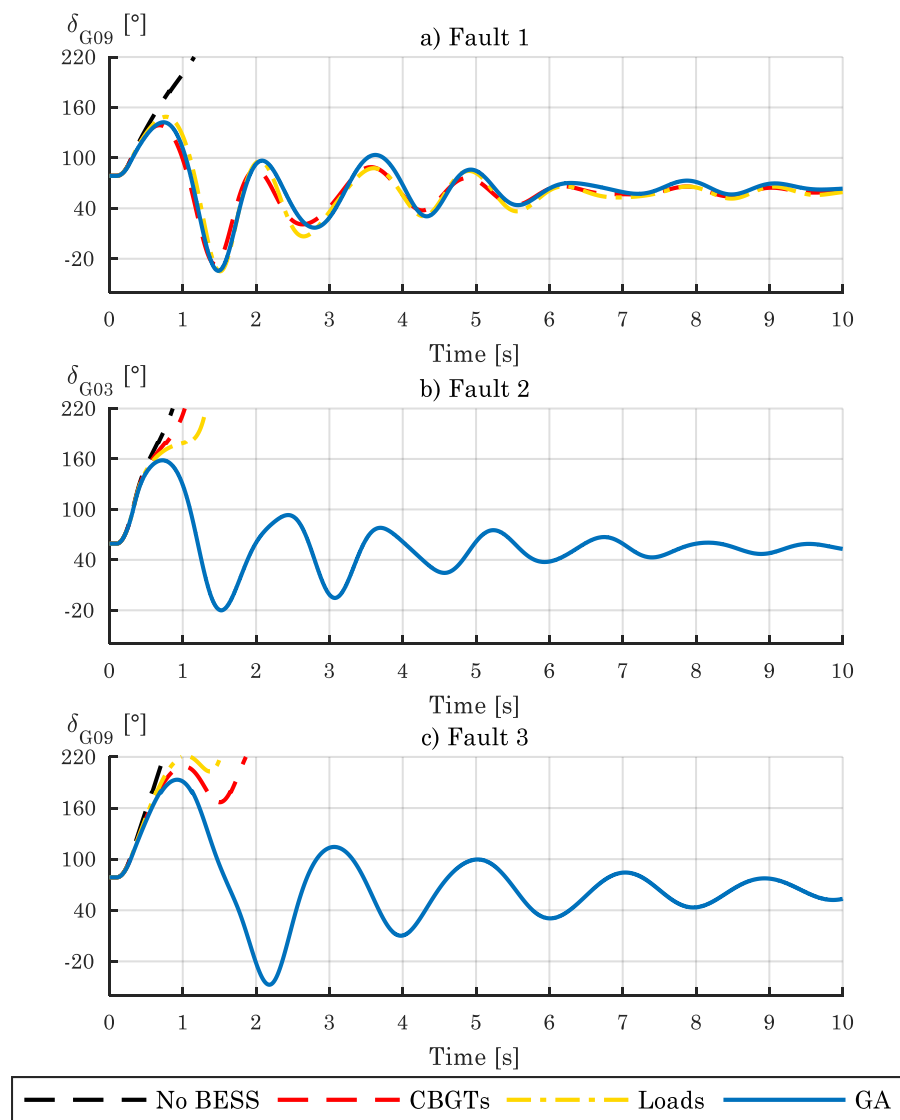 δG09 [°]
a) Fault 1
220
160
100
40
-20
0 1 2 3 4 5 6 7 8 9 10
Time [s]
δG03 [°]
b) Fault 2
220
160
100
40
-20
0 1 2 3 4 5 6 7 8 9 10
Time [s]
δG09 [°]
c) Fault 3
220
160
100
40
-20
0 1 2 3 4 5 6 7 8 9 10
Time [s]
No BESS CBGTs Loads GA